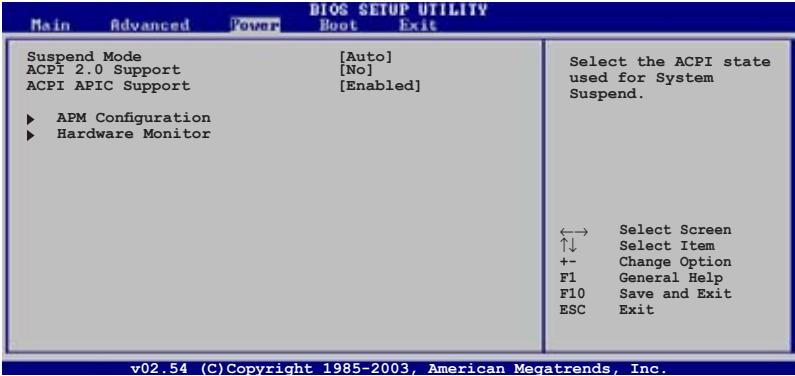 BIOS SETUP UTILITY
Main Advanced Power Boot Exit
Suspend Mode [Auto]
ACPI 2.0 Support [No]
ACPI APIC Support [Enabled]
APM Configuration
Hardware Monitor
Select the ACPI state
used for System
Suspend.
←→ Select Screen
↑↓ Select Item
+- Change Option
F1 General Help
F10 Save and Exit
ESC Exit
v02.54 (C)Copyright 1985-2003, American Megatrends, Inc.